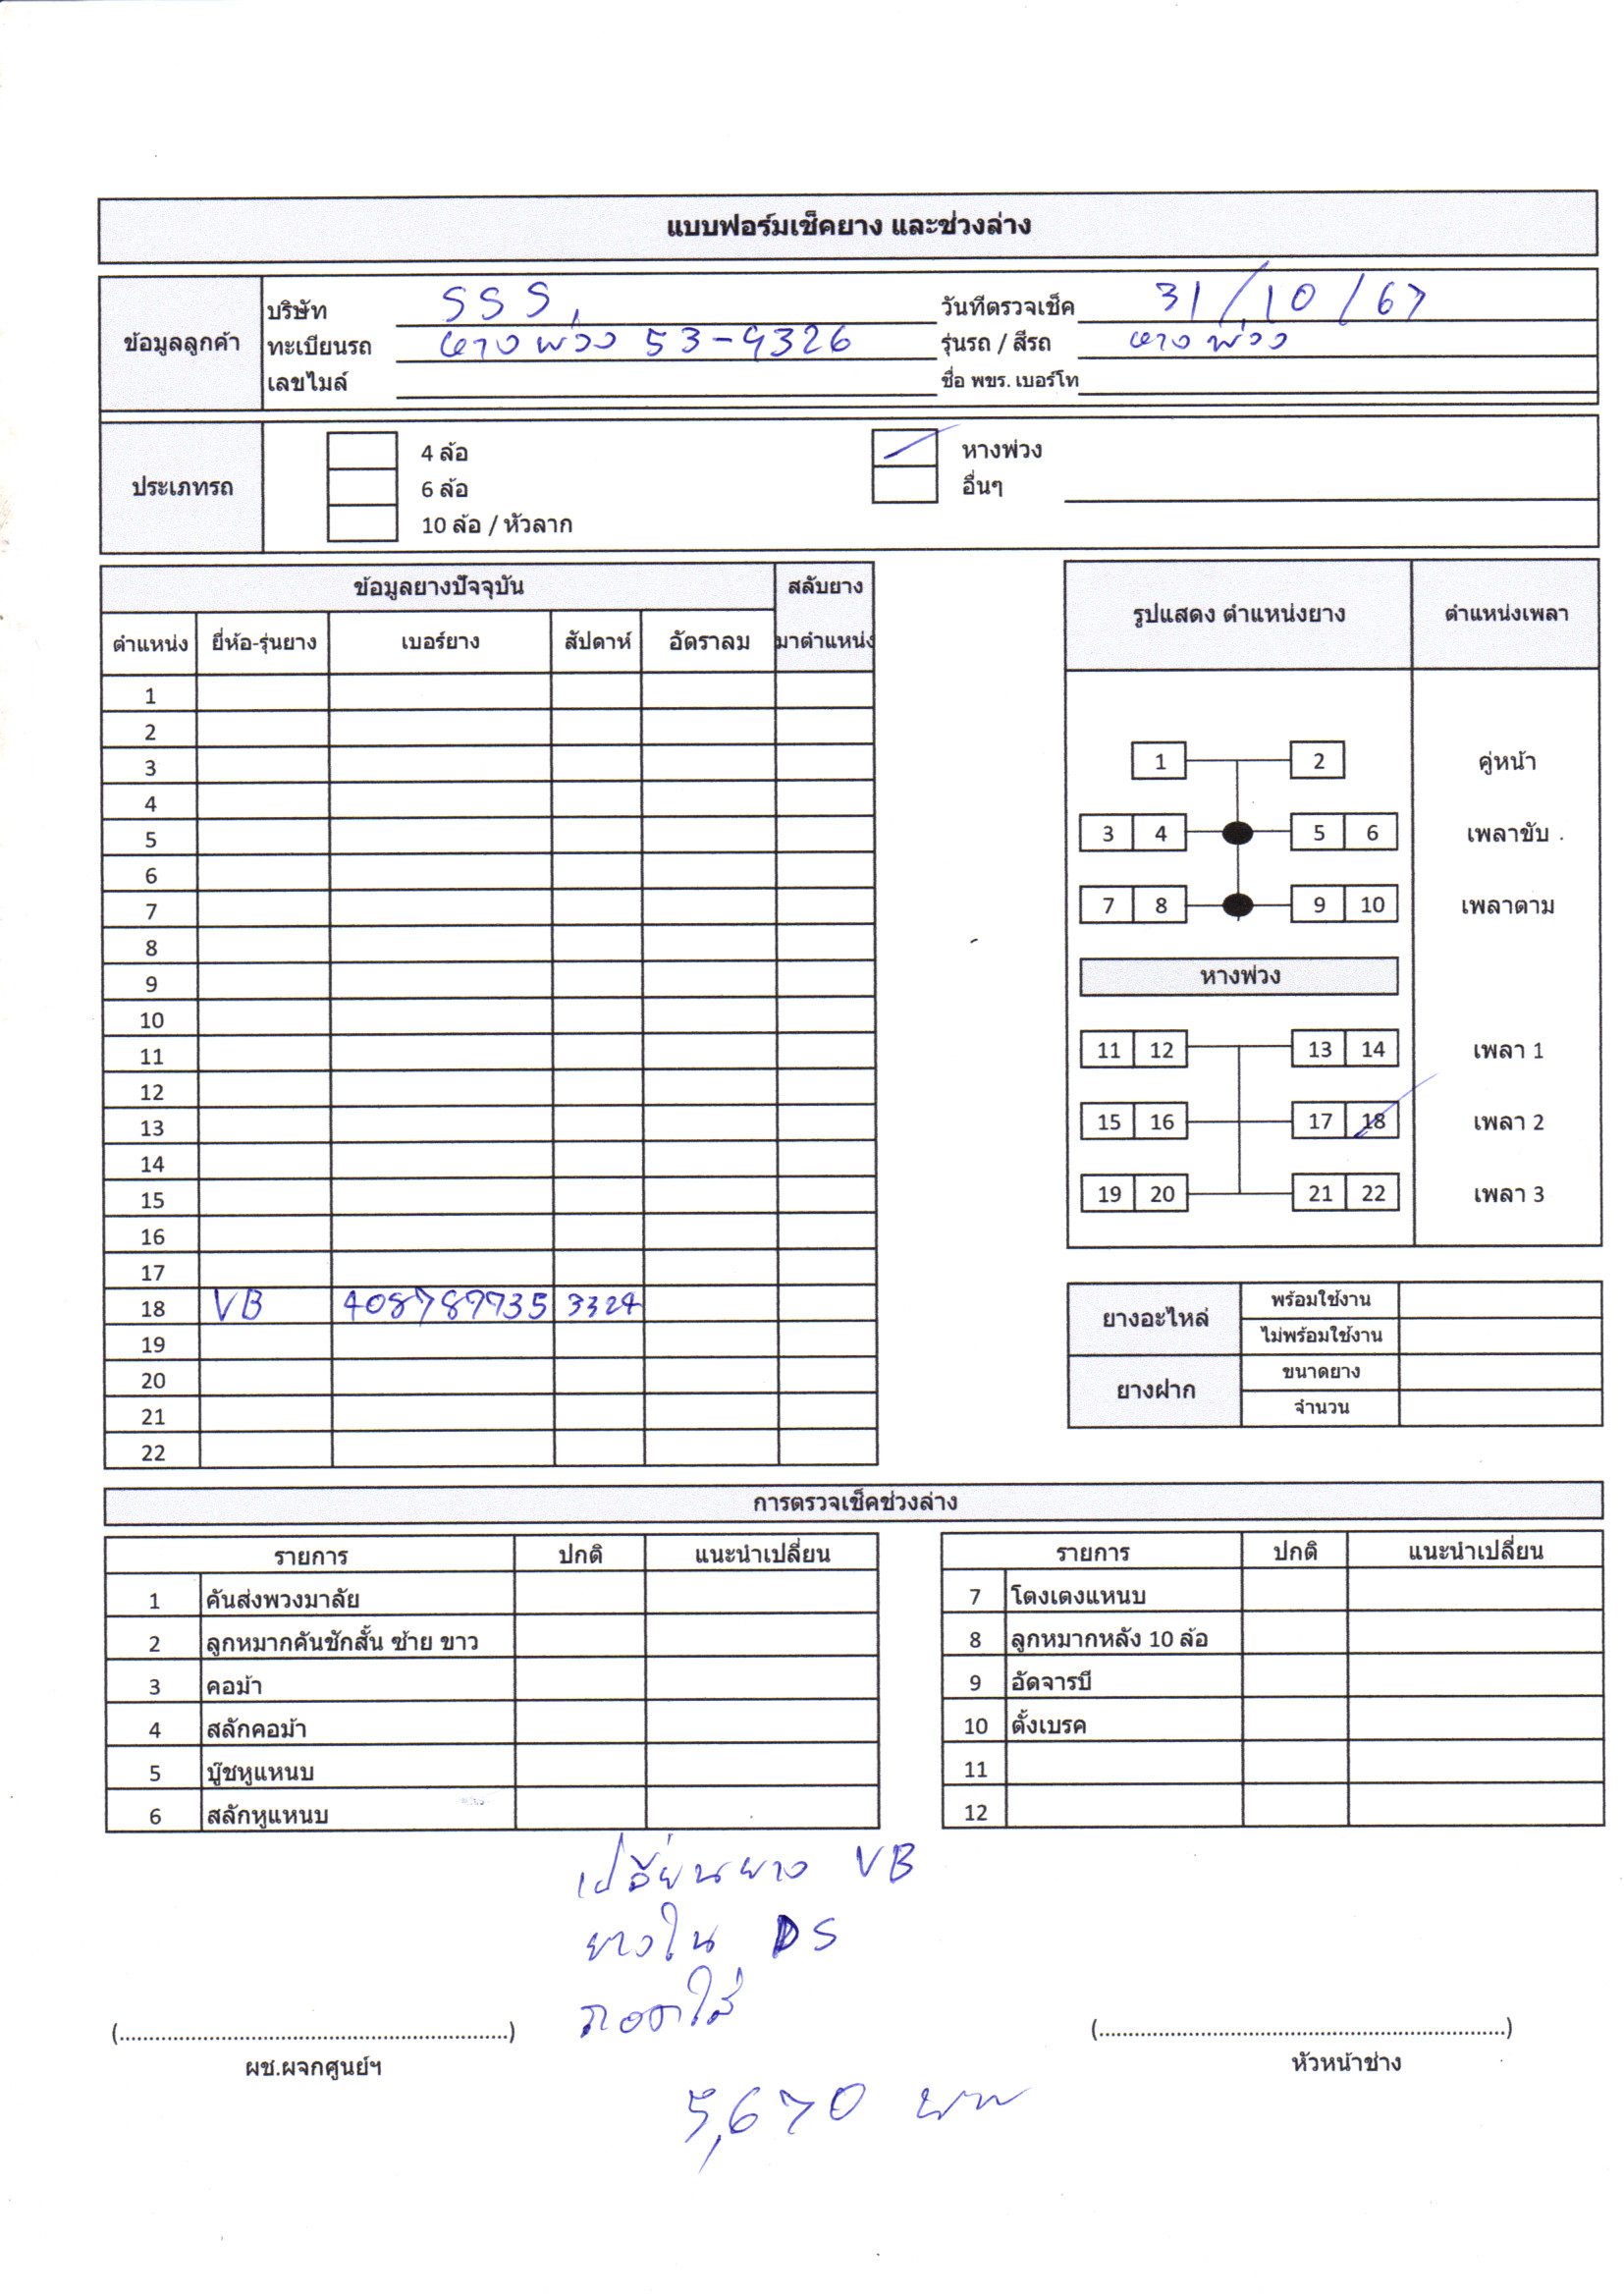 แบบฟอร์มเช็คยาง และช่วงล่าง
ข้อมูลลูกค้า
บริษัท SSS, วันที่ตรวจเช็ค 31/10/67
ทะเบียนรถ หางพ่วง 53-9326 รุ่นรถ / สีรถ หางพ่วง
เลขไมล์ ชื่อ พขร. เบอร์โท
ประเภทรถ
4 ล้อ หางพ่วง
6 ล้อ อื่นๆ
10 ล้อ / หัวลาก
ข้อมูลยางปัจจุบัน สลับยาง
ตำแหน่ง ยี่ห้อ-รุ่นยาง เบอร์ยาง สัปดาห์ อัตราลม มาตำแหน่ง
1
2
3
4
5
6
7
8
9
10
11
12
13
14
15
16
17
18 VB 408787735 3324
19
20
21
22
รูปแสดง ตำแหน่งยาง ตำแหน่งเพลา
1 2 คู่หน้า
3 4 5 6 เพลาขับ
7 8 9 10 เพลาตาม
หางพ่วง
11 12 13 14 เพลา 1
15 16 17 18 เพลา 2
19 20 21 22 เพลา 3
ยางอะไหล่ พร้อมใช้งาน
ไม่พร้อมใช้งาน
ยางฝาก ขนาดยาง
จำนวน
การตรวจเช็คช่วงล่าง
รายการ ปกติ แนะนำเปลี่ยน
1 คันส่งพวงมาลัย
2 ลูกหมากคันชักสั้น ซ้าย ขาว
3 คอม้า
4 สลักคอม้า
5 บู๊ชหูแหนบ
6 สลักหูแหนบ
รายการ ปกติ แนะนำเปลี่ยน
7 โตงเตงแหนบ
8 ลูกหมากหลัง 10 ล้อ
9 อัดจารบี
10 ตั้งเบรค
11
12
เปลี่ยนยาง VB
ยางใน DS
ถอดใส่
(..................................................................)
ผช.ผจกศูนย์ฯ
(......................................................................)
หัวหน้าช่าง
5,670 บาท